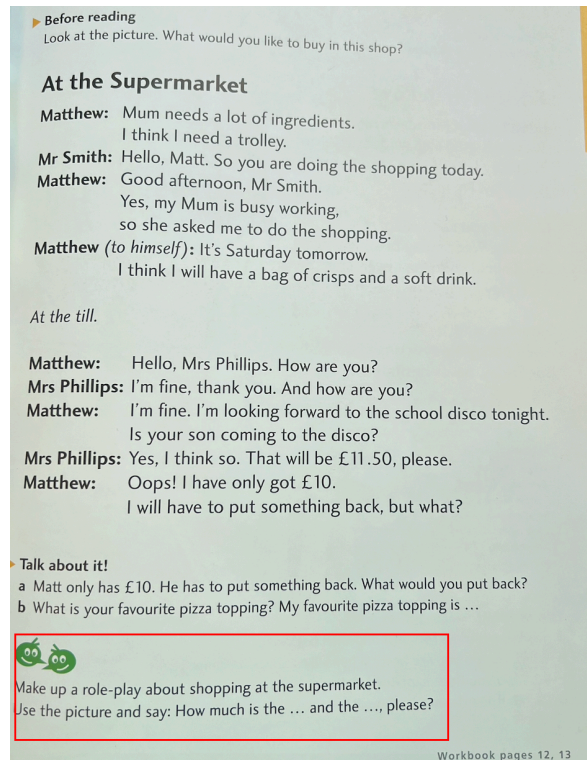 Before reading
Look at the picture. What would you like to buy in this shop?
At the Supermarket
Matthew: Mum needs a lot of ingredients.
I think I need a trolley.
Mr Smith: Hello, Matt. So you are doing the shopping today.
Matthew: Good afternoon, Mr Smith.
Yes, my Mum is busy working,
so she asked me to do the shopping.
Matthew (to himself): It's Saturday tomorrow.
I think I will have a bag of crisps and a soft drink.
At the till.
Matthew: Hello, Mrs Phillips. How are you?
Mrs Phillips: I'm fine, thank you. And how are you?
Matthew: I'm fine. I'm looking forward to the school disco tonight.
Is your son coming to the disco?
Mrs Phillips: Yes, I think so. That will be £11.50, please.
Matthew: Oops! I have only got £10.
I will have to put something back, but what?
Talk about it!
a Matt only has £10. He has to put something back. What would you put back?
b What is your favourite pizza topping? My favourite pizza topping is ...
Make up a role-play about shopping at the supermarket.
Use the picture and say: How much is the ... and the ..., please?
Workbook pages 12, 13